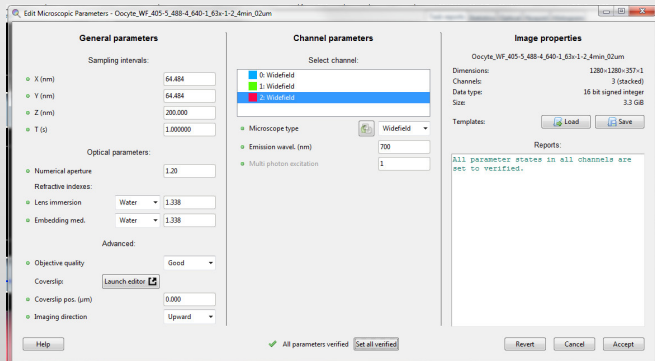 Edit Microscopic Parameters - Oocyte_WF_405-5_488-4_640-1_63x-1-2_4min_02um
General parameters
Sampling intervals:
X (nm) 64.484
Y (nm) 64.484
Z (nm) 200.000
T (s) 1.000000
Optical parameters:
Numerical aperture 1.20
Refractive indexes:
Lens immersion Water 1.338
Embedding med. Water 1.338
Advanced:
Objective quality Good
Coverslip: Launch editor
Coverslip pos. (µm) 0.000
Imaging direction Upward
Channel parameters
Select channel:
0: Widefield
1: Widefield
2: Widefield
Microscope type Widefield
Emission wavel. (nm) 700
Multi photon excitation 1
Image properties
Oocyte_WF_405-5_488-4_640-1_63x-1-2_4min_02um
Dimensions: 1280×1280×357×1
Channels: 3 (stacked)
Data type: 16 bit signed integer
Size: 3.3 GiB
Templates: Load Save
Reports:
All parameter states in all channels are
set to verified.
Help
All parameters verified Set all verified
Revert Cancel Accept